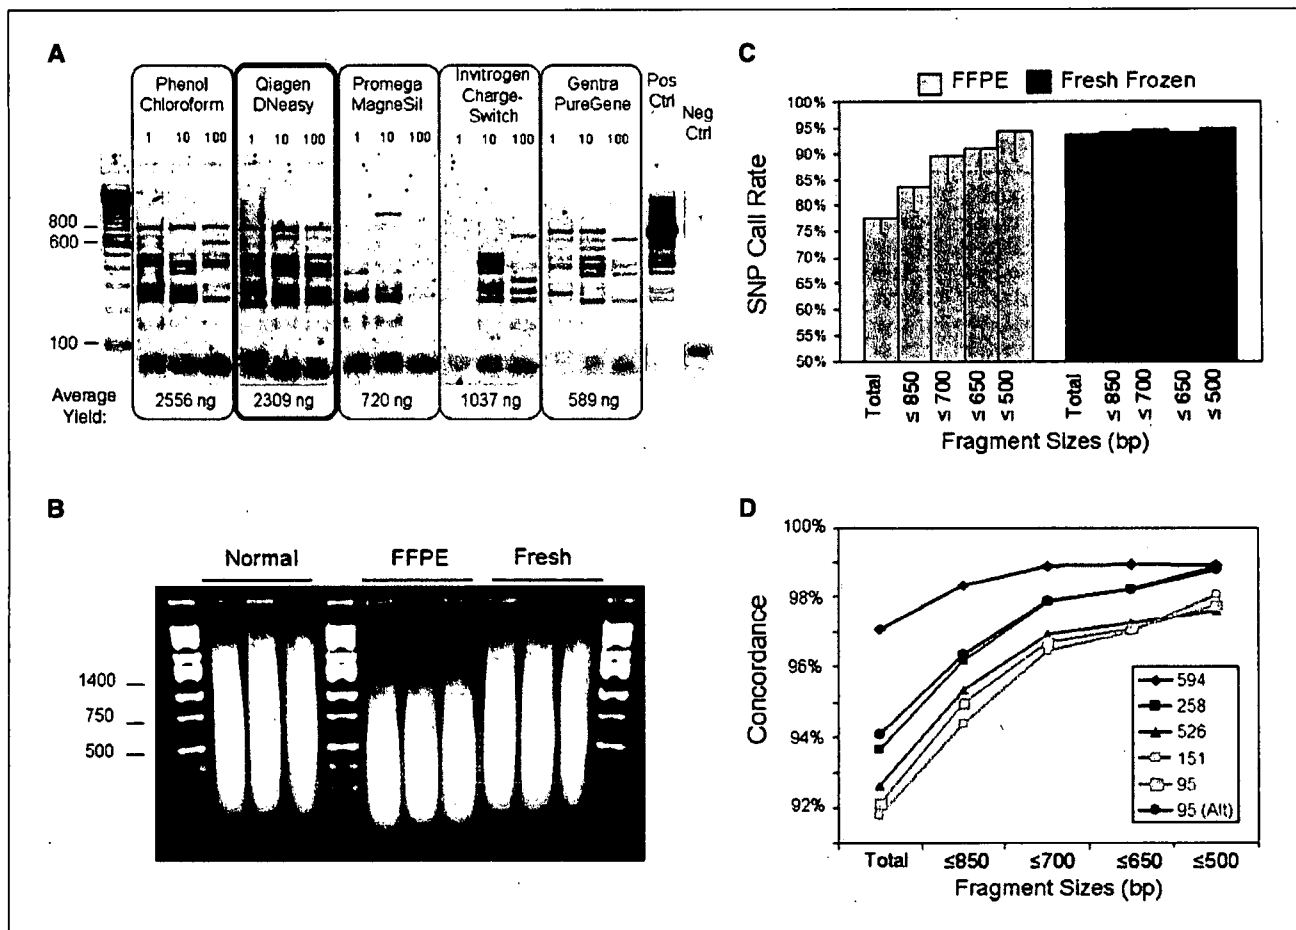 A
Phenol
Chloroform
1 10 100
2556 ng
Qiagen
DNeasy
1 10 100
2309 ng
Promega
MagneSil
1 10 100
720 ng
Invitrogen
Charge-
Switch
1 10 100
1037 ng
Gentra
PureGene
1 10 100
589 ng
Pos
Ctrl
Neg
Ctrl
800
600
100
Average
Yield:
B
Normal FFPE Fresh
1400
750
500
C
FFPE Fresh Frozen
SNP Call Rate
100%
95%
90%
85%
80%
75%
70%
65%
60%
55%
50%
Total ≤850 ≤700 ≤650 ≤500
Total ≤850 ≤700 ≤650 ≤500
Fragment Sizes (bp)
D
Concordance
100%
98%
96%
94%
92%
594
258
526
151
95
95 (Alt)
Total ≤850 ≤700 ≤650 ≤500
Fragment Sizes (bp)